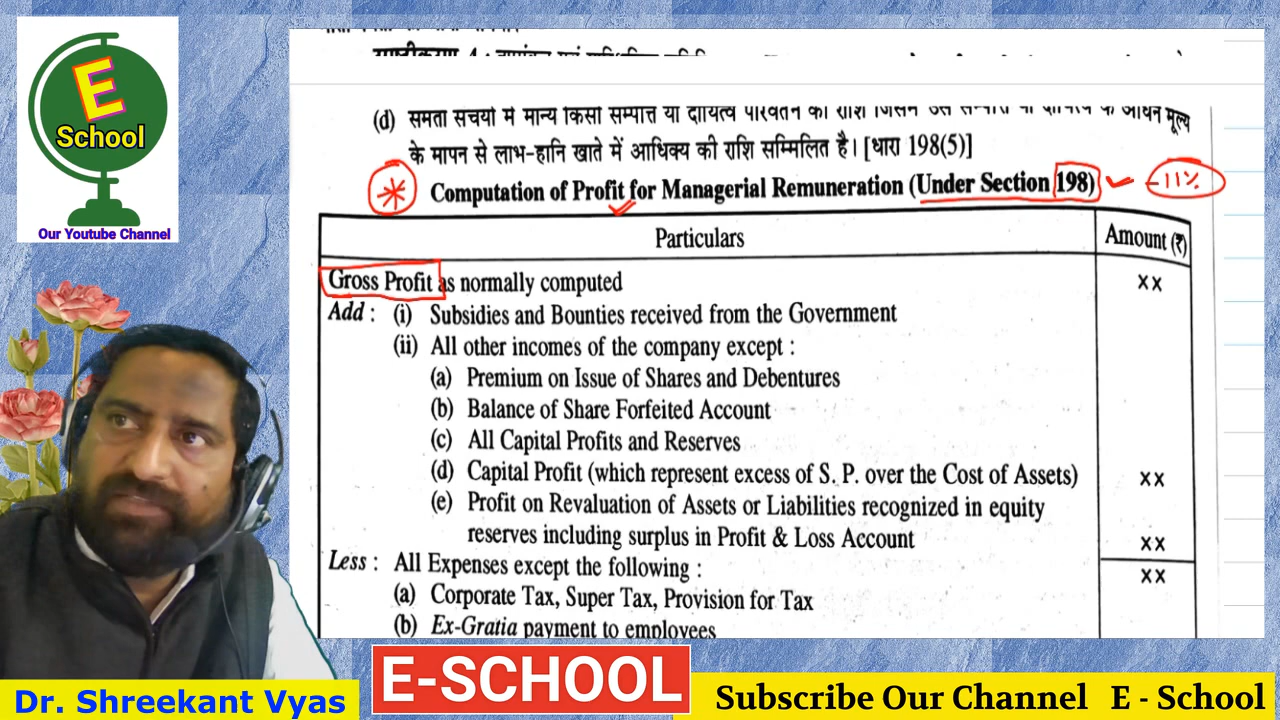 E
School
Our Youtube Channel
(d) समता संचयों में मान्य किसी सम्पत्ति या दायित्व परिवर्तन की राशि जिसमें उस सम्पत्ति या दायित्व के उचित मूल्य
के मापन से लाभ-हानि खाते में आधिक्य की राशि सम्मिलित है। [धारा 198(5)]
* Computation of Profit for Managerial Remuneration (Under Section 198) - 11%
Particulars Amount (₹)
Gross Profit as normally computed ××
Add : (i) Subsidies and Bounties received from the Government
(ii) All other incomes of the company except :
(a) Premium on Issue of Shares and Debentures
(b) Balance of Share Forfeited Account
(c) All Capital Profits and Reserves
(d) Capital Profit (which represent excess of S. P. over the Cost of Assets) ××
(e) Profit on Revaluation of Assets or Liabilities recognized in equity
reserves including surplus in Profit & Loss Account ××
Less : All Expenses except the following : ××
(a) Corporate Tax, Super Tax, Provision for Tax
(b) Ex-Gratia payment to employees
Dr. Shreekant Vyas
E-SCHOOL
Subscribe Our Channel E - School